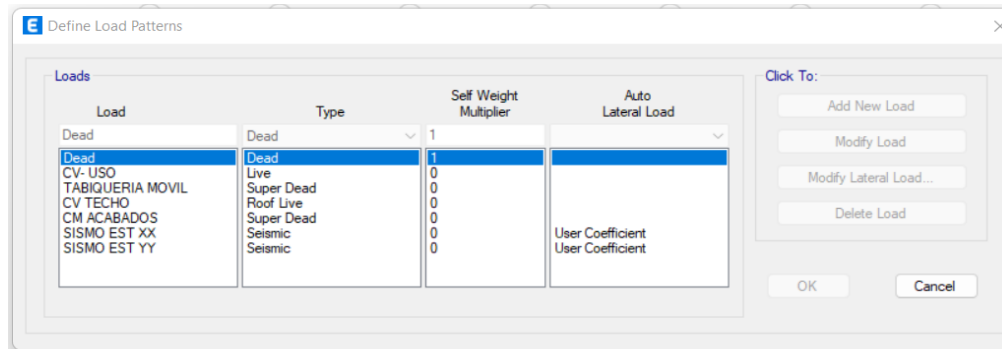 E Define Load Patterns
Loads
Load Type Self Weight Multiplier Auto Lateral Load
Dead Dead 1
Dead Dead 1
CV- USO Live 0
TABIQUERIA MOVIL Super Dead 0
CV TECHO Roof Live 0
CM ACABADOS Super Dead 0
SISMO EST XX Seismic 0 User Coefficient
SISMO EST YY Seismic 0 User Coefficient
Click To:
Add New Load
Modify Load
Modify Lateral Load...
Delete Load
OK Cancel